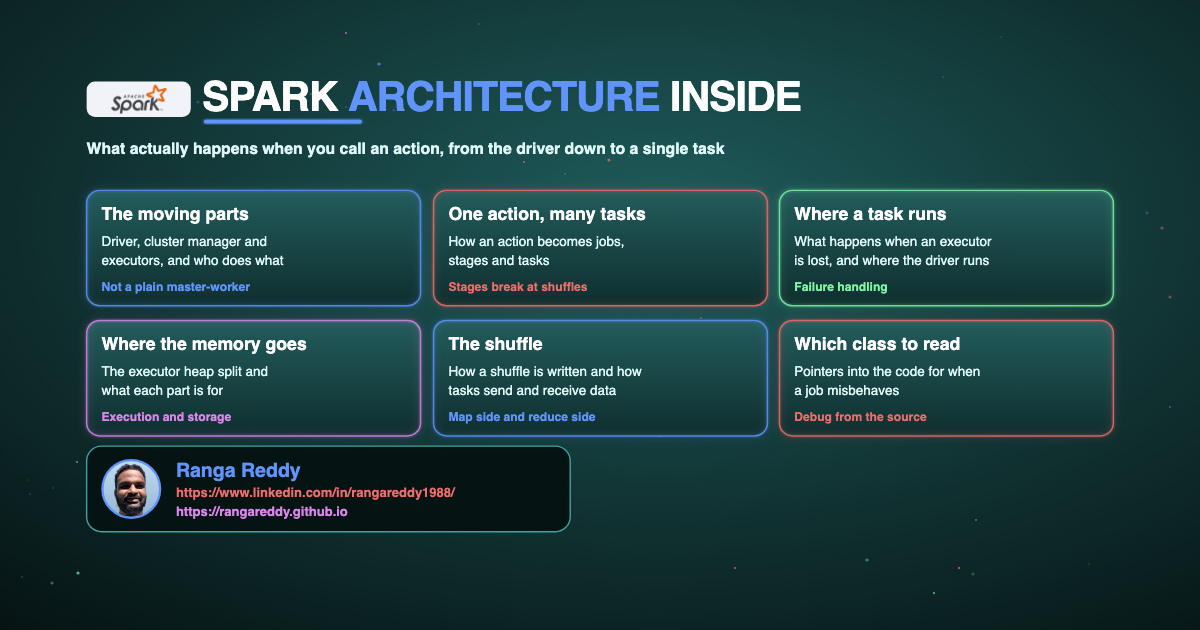 APACHE
Spark
SPARK ARCHITECTURE INSIDE
What actually happens when you call an action, from the driver down to a single task
The moving parts
Driver, cluster manager and
executors, and who does what
Not a plain master-worker
One action, many tasks
How an action becomes jobs,
stages and tasks
Stages break at shuffles
Where a task runs
What happens when an executor
is lost, and where the driver runs
Failure handling
Where the memory goes
The executor heap split and
what each part is for
Execution and storage
The shuffle
How a shuffle is written and how
tasks send and receive data
Map side and reduce side
Which class to read
Pointers into the code for when
a job misbehaves
Debug from the source
Ranga Reddy
https://www.linkedin.com/in/rangareddy1988/
https://rangareddy.github.io